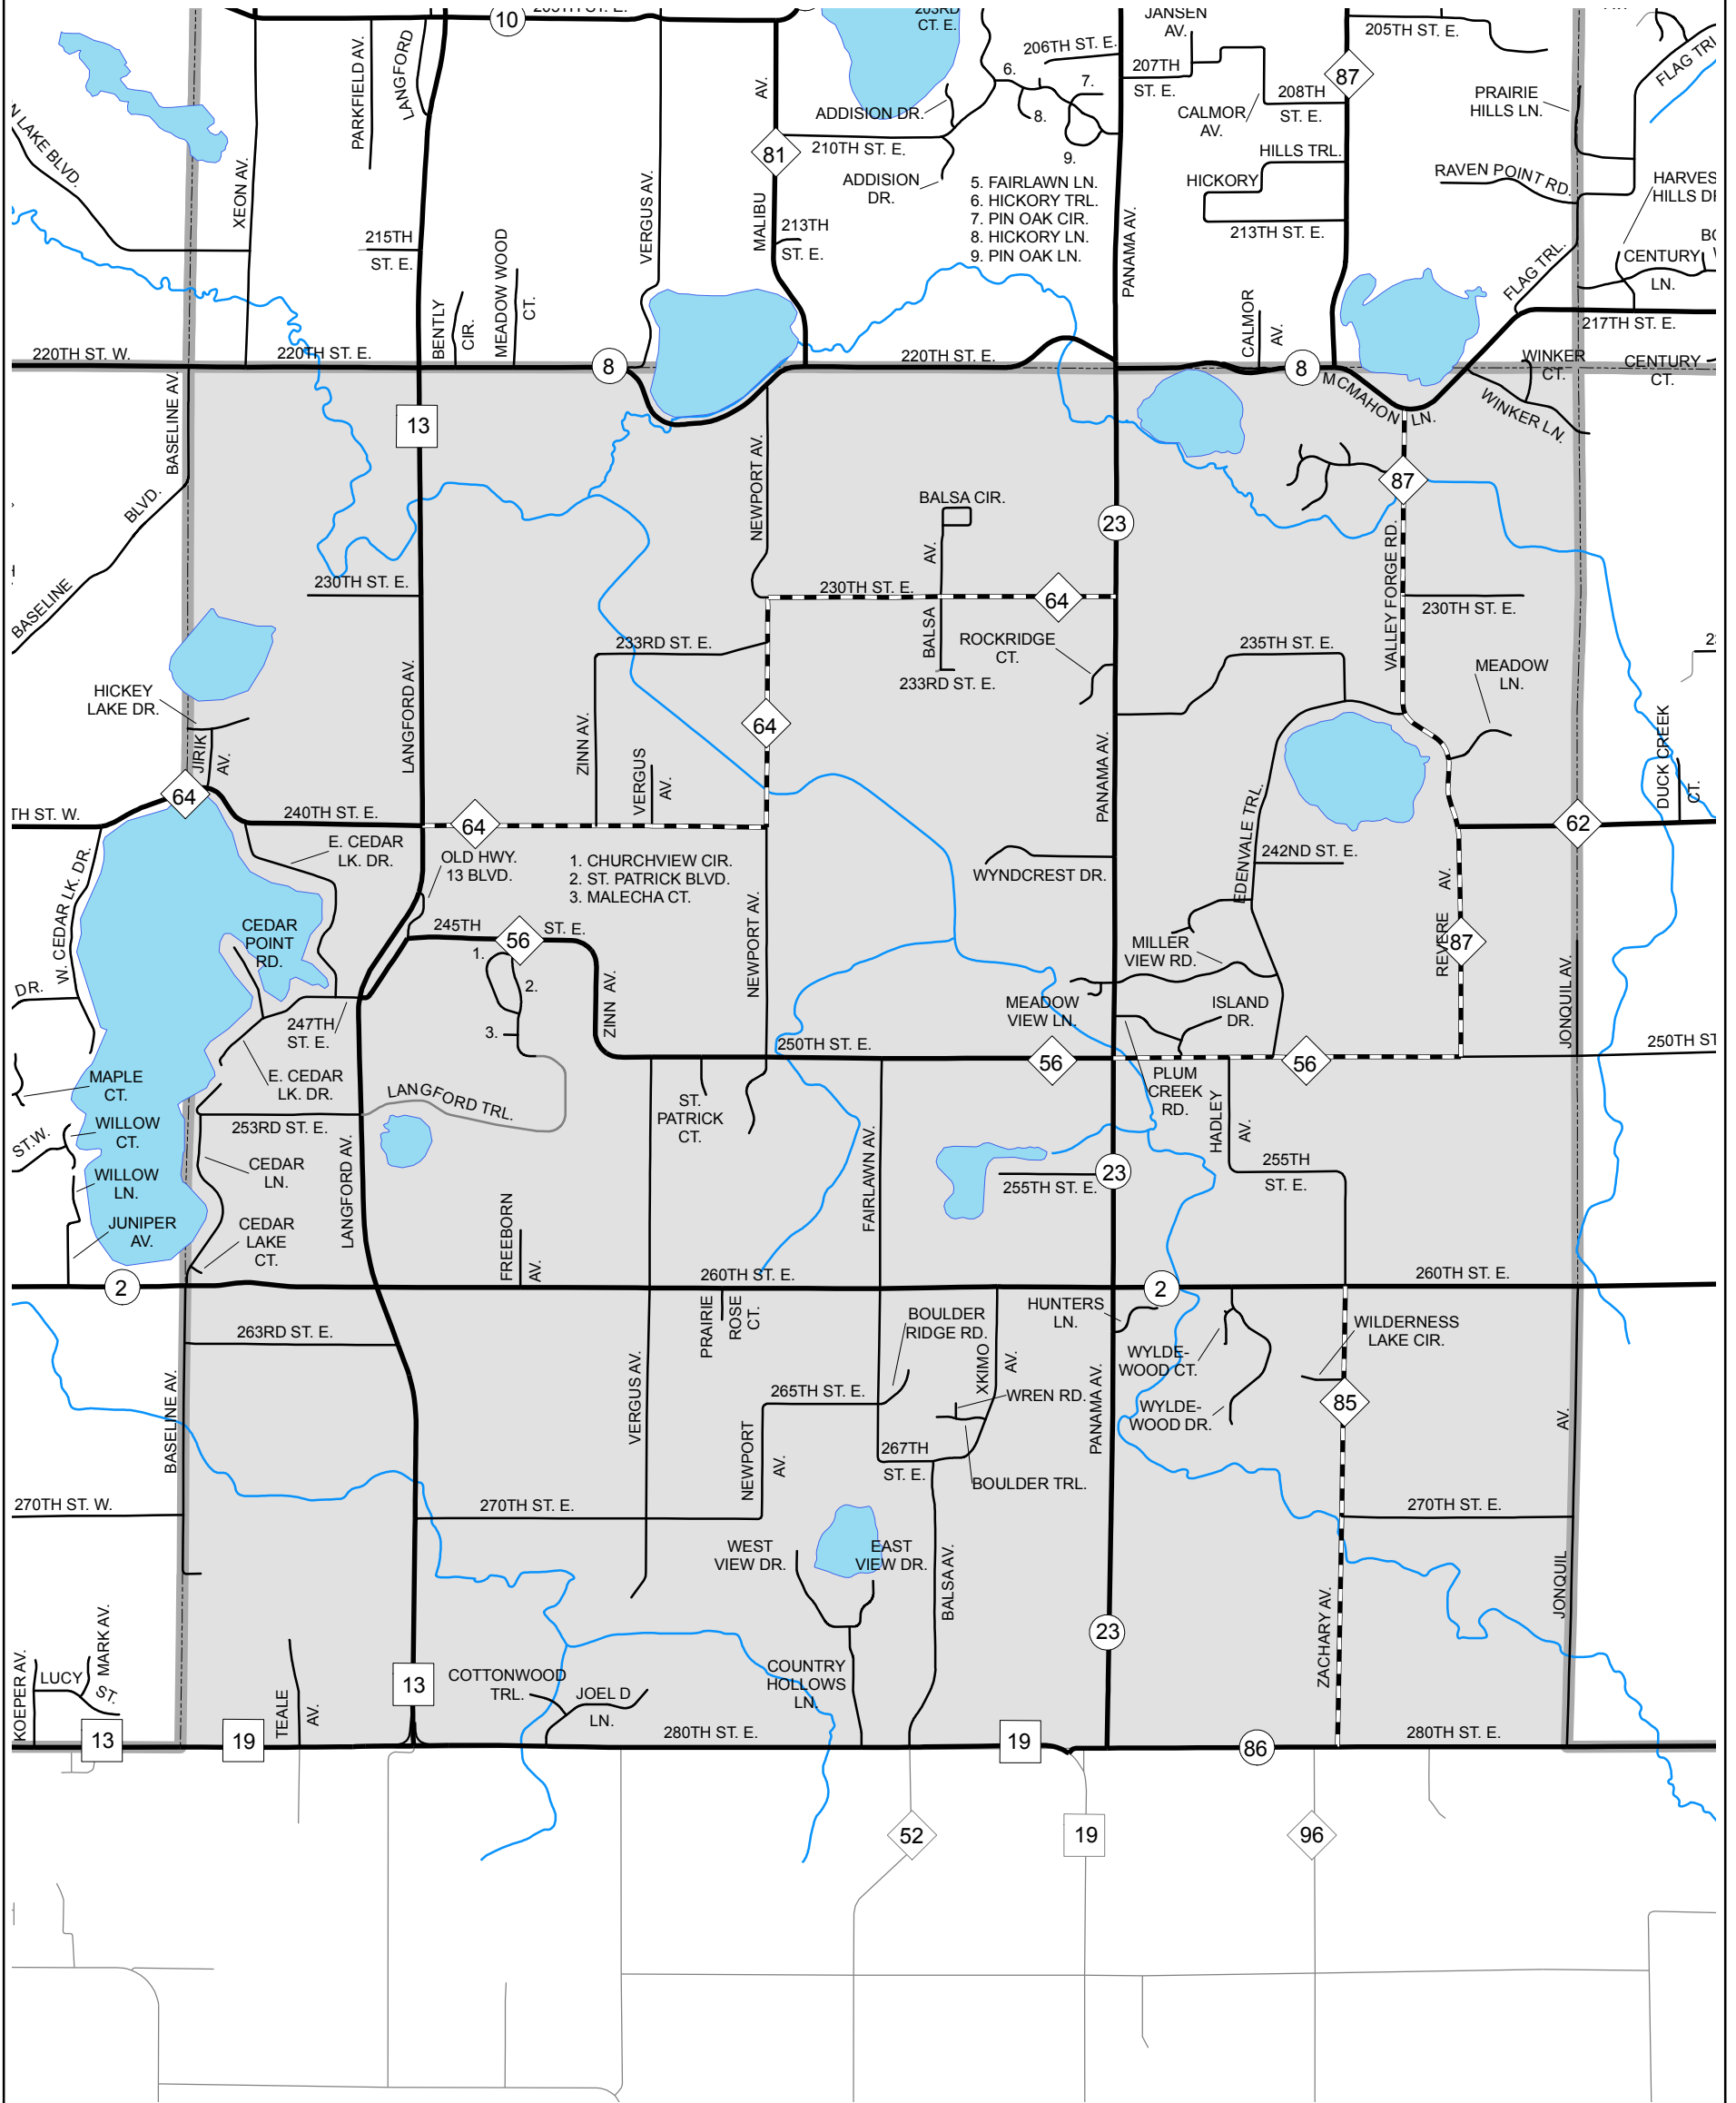 10
203RD
CT. E.
JANSEN
AV.
205TH ST. E.
87
FLAG TRL.
206TH ST. E.
207TH
ST. E.
208TH
ST. E.
CALMOR
AV.
PRAIRIE
HILLS LN.
PARKFIELD AV.
LANGFORD
AV.
6.
7.
8.
9.
ADDISION DR.
81
210TH ST. E.
ADDISION
DR.
HILLS TRL.
HICKORY
RAVEN POINT RD.
5. FAIRLAWN LN.
6. HICKORY TRL.
7. PIN OAK CIR.
8. HICKORY LN.
9. PIN OAK LN.
N LAKE BLVD.
XEON AV.
VERGUS AV.
MALIBU
213TH
ST. E.
213TH ST. E.
215TH
ST. E.
PANAMA AV.
FLAG TRL.
CENTURY
LN.
BENTLY
CIR.
MEADOW WOOD
CT.
CALMOR
AV.
217TH ST. E.
220TH ST. W.
220TH ST. E.
8
220TH ST. E.
8
MCMAHON
LN.
WINKER
CT.
WINKER LN.
CENTURY
CT.
BASELINE AV.
13
NEWPORT AV.
87
BLVD.
BASELINE
BALSA CIR.
AV.
BALSA
23
VALLEY FORGE RD.
230TH ST. E.
230TH ST. E.
64
230TH ST. E.
233RD ST. E.
ROCKRIDGE
CT.
233RD ST. E.
235TH ST. E.
MEADOW
LN.
HICKEY
LAKE DR.
JIRIK
AV.
LANGFORD AV.
ZINN AV.
VERGUS
AV.
64
PANAMA AV.
DUCK CREEK
CT.
64
TH ST. W.
240TH ST. E.
64
62
E. CEDAR
LK. DR.
OLD HWY.
13 BLVD.
1. CHURCHVIEW CIR.
2. ST. PATRICK BLVD.
3. MALECHA CT.
WYNDCREST DR.
EDENVALE TRL.
242ND ST. E.
W. CEDAR LK. DR.
CEDAR
POINT
RD.
245TH
56
ST. E.
1.
2.
3.
NEWPORT AV.
ZINN AV.
MILLER
VIEW RD.
REVERE
AV.
87
DR.
247TH
ST. E.
MEADOW
VIEW LN.
ISLAND
DR.
JONQUIL AV.
250TH ST. E.
56
56
250TH ST
MAPLE
CT.
E. CEDAR
LK. DR.
LANGFORD TRL.
ST.
PATRICK
CT.
PLUM
CREEK
RD.
HADLEY
AV.
WILLOW
CT.
ST.W.
253RD ST. E.
FAIRLAWN AV.
WILLOW
LN.
CEDAR
LN.
LANGFORD AV.
23
255TH ST. E.
255TH
ST. E.
JUNIPER
AV.
CEDAR
LAKE
CT.
FREEBORN
AV.
2
260TH ST. E.
2
260TH ST. E.
263RD ST. E.
PRAIRIE
ROSE
CT.
BOULDER
RIDGE RD.
HUNTERS
LN.
WILDERNESS
LAKE CIR.
BASELINE AV.
VERGUS AV.
265TH ST. E.
XKIMO
AV.
WREN RD.
PANAMA AV.
WYLDE-
WOOD CT.
WYLDE-
WOOD DR.
85
AV.
NEWPORT
AV.
267TH
ST. E.
BOULDER TRL.
270TH ST. W.
270TH ST. E.
270TH ST. E.
WEST
VIEW DR.
EAST
VIEW DR.
BALSA AV.
JONQUIL
ZACHARY AV.
23
KOEPER AV.
MARK AV.
LUCY
ST.
TEALE
AV.
13
COTTONWOOD
TRL.
JOEL D
LN.
COUNTRY
HOLLOWS
LN.
13
19
280TH ST. E.
19
86
280TH ST. E.
52
19
96